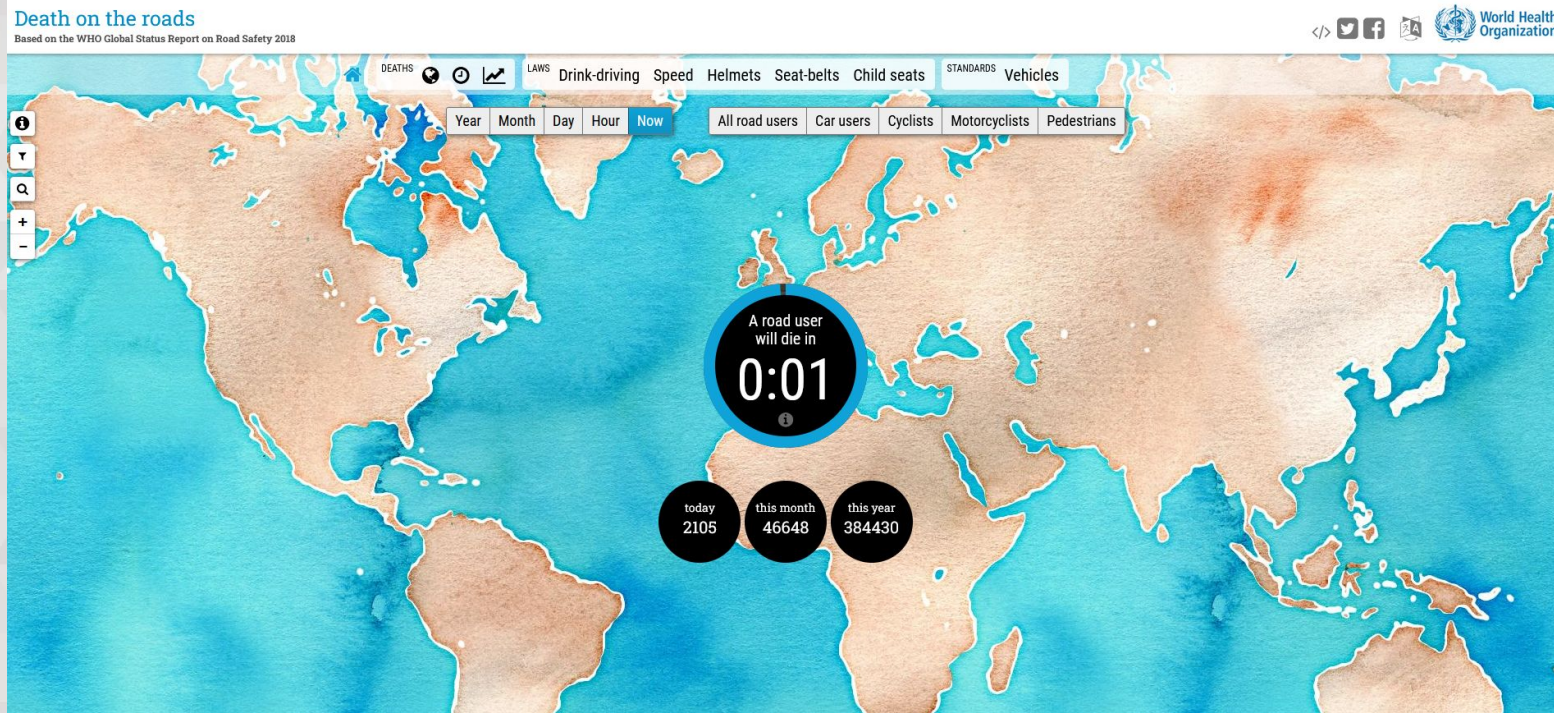 Death on the roads
Based on the WHO Global Status Report on Road Safety 2018
</>
World Health
Organization
DEATHS
LAWS Drink-driving Speed Helmets Seat-belts Child seats
STANDARDS Vehicles
Year Month Day Hour Now
All road users Car users Cyclists Motorcyclists Pedestrians
+
−
A road user
will die in
0:01
today
2105
this month
46648
this year
384430